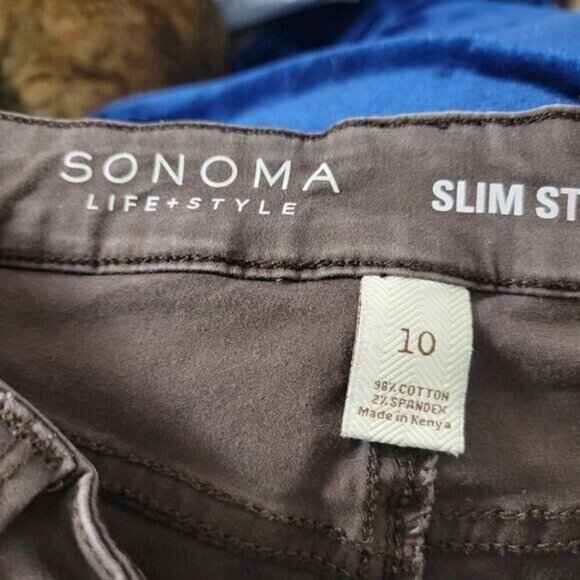 SONOMA
LIFE+STYLE
SLIM ST
10
98% COTTON
2% SPANDEX
Made in Kenya